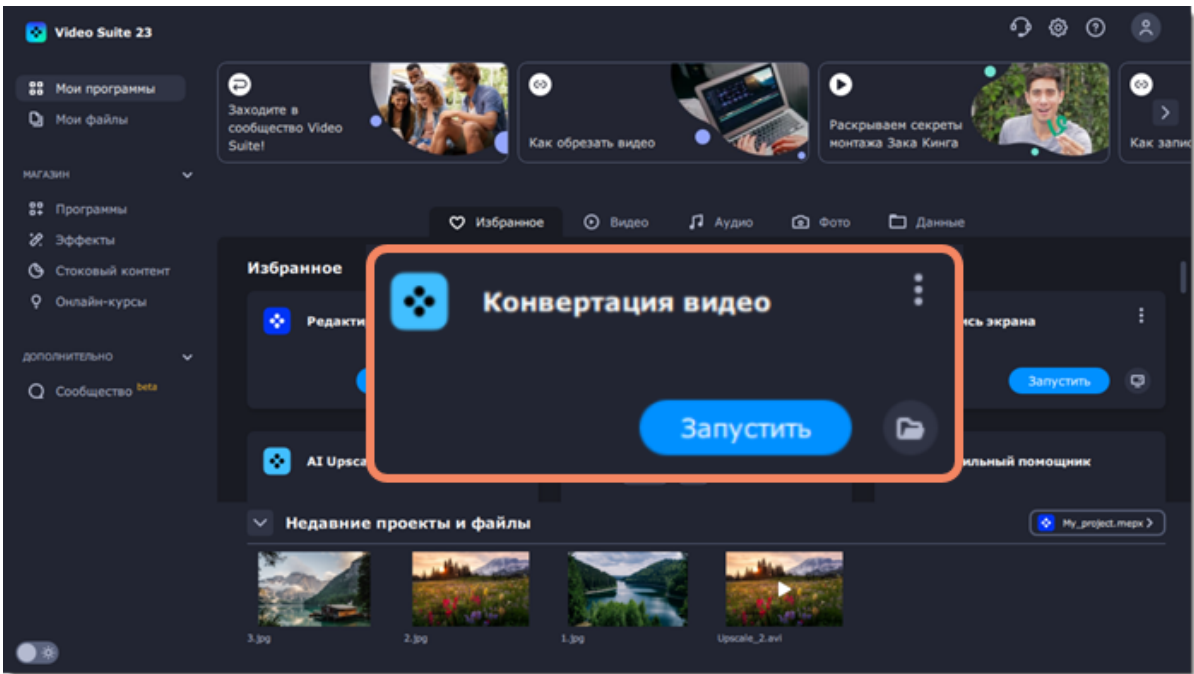 Video Suite 23
Мои программы
Мои файлы
МАГАЗИН
Программы
Эффекты
Стоковый контент
Онлайн-курсы
ДОПОЛНИТЕЛЬНО
Сообщество beta
Заходите в
сообщество Video
Suite!
Как обрезать видео
Раскрываем секреты
монтажа Зака Кинга
Как запис
Избранное
Видео
Аудио
Фото
Данные
Избранное
Редакти
Конвертация видео
Запустить
ись экрана
Запустить
AI Upsca
ильный помощник
Недавние проекты и файлы
My_project.mepx
3.jpg
2.jpg
1.jpg
Upscale_2.avi